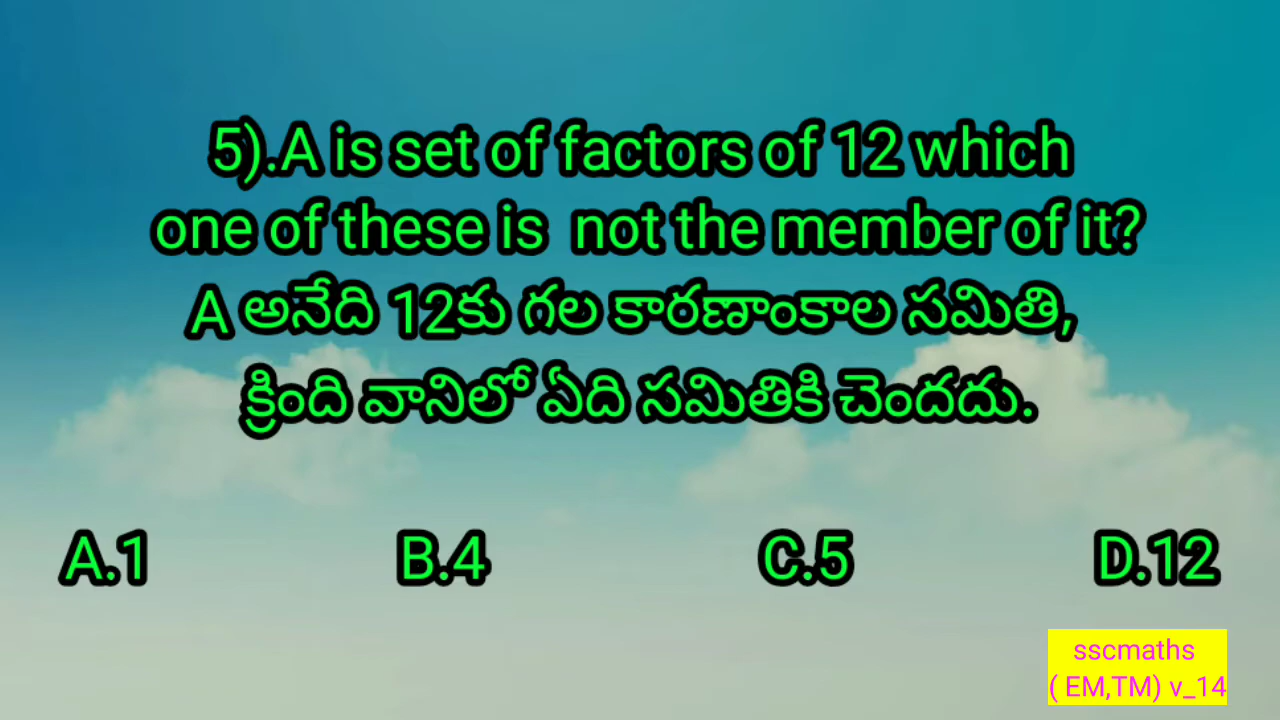 5).A is set of factors of 12 which
one of these is  not the member of it?
A అనేది 12కు గల కారణాంకాల సమితి,
క్రింది వానిలో ఏది సమితికి చెందదు.
A.1 B.4 C.5 D.12
sscmaths
( EM,TM) v_14